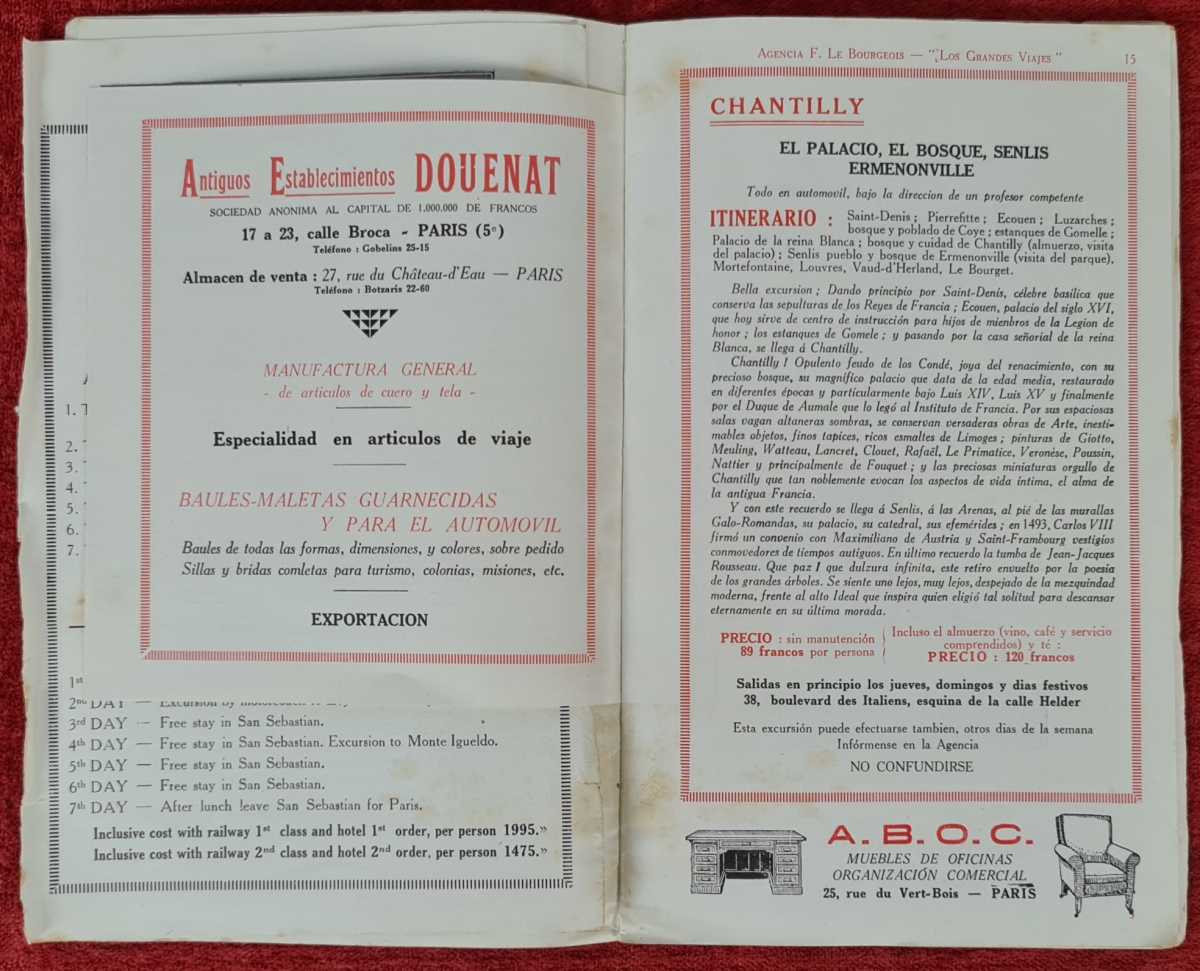 Antiguos Establecimientos DOUENAT
SOCIEDAD ANONIMA AL CAPITAL DE 1.000.000 DE FRANCOS
17 a 23, calle Broca - PARIS (5º)
Teléfono : Gobelins 25-15
Almacen de venta : 27, rue du Château-d'Eau — PARIS
Teléfono : Botzaris 22-60
MANUFACTURA GENERAL
- de articulos de cuero y tela -
Especialidad en articulos de viaje
BAULES-MALETAS GUARNECIDAS
Y PARA EL AUTOMOVIL
Baules de todas las formas, dimensiones, y colores, sobre pedido
Sillas y bridas comletas para turismo, colonias, misiones, etc.
EXPORTACION
1.
2.
3.
4.
5.
6.
7.
1st
2nd DAY —
3rd DAY — Free stay in San Sebastian.
4th DAY — Free stay in San Sebastian. Excursion to Monte Igueldo.
5th DAY — Free stay in San Sebastian.
6th DAY — Free stay in San Sebastian.
7th DAY — After lunch leave San Sebastian for Paris.
Inclusive cost with railway 1st class and hotel 1st order, per person 1995.»
Inclusive cost with railway 2nd class and hotel 2nd order, per person 1475.»
AGENCIA F. LE BOURGEOIS — "LOS GRANDES VIAJES" 15
CHANTILLY
EL PALACIO, EL BOSQUE, SENLIS
ERMENONVILLE
Todo en automovil, bajo la direccion de un profesor competente
ITINERARIO : Saint-Denis ; Pierrefitte ; Ecouen ; Luzarches ;
bosque y poblado de Coye ; estanques de Gomelle ;
Palacio de la reina Blanca ; bosque y cuidad de Chantilly (almuerzo, visita
del palacio) ; Senlis pueblo y bosque de Ermenonville (visita del parque),
Mortefontaine, Louvres, Vaud-d'Herland, Le Bourget.
Bella excursion ; Dando principio por Saint-Denis, célebre basílica que
conserva las sepulturas de los Reyes de Francia ; Ecouen, palacio del siglo XVI,
que hoy sirve de centro de instrucción para hijos de mienbros de la Legion de
honor ; los estanques de Gomele ; y pasando por la casa señorial de la reina
Blanca, se llega á Chantilly.
Chantilly ! Opulento feudo de los Condé, joya del renacimiento, con su
precioso bosque, su magnífico palacio que data de la edad media, restaurado
en diferentes épocas y particularmente bajo Luis XIV, Luis XV y finalmente
por el Duque de Aumale que lo legó al Instituto de Francia. Por sus espaciosas
salas vagan altaneras sombras, se conservan versaderas obras de Arte, inesti-
mables objetos, finos tapices, ricos esmaltes de Limoges ; pinturas de Giotto,
Meuling, Watteau, Lancret, Clouet, Rafaël, Le Primatice, Veronèse, Poussin,
Nattier y principalmente de Fouquet ; y las preciosas miniaturas orgullo de
Chantilly que tan noblemente evocan los aspectos de vida íntima, el alma de
la antigua Francia.
Y con este recuerdo se llega á Senlis, á las Arenas, al pié de las murallas
Galo-Romandas, su palacio, su catedral, sus efemérides ; en 1493, Carlos VIII
firmó un convenio con Maximiliano de Austria y Saint-Frambourg vestigios
conmovedores de tiempos antiguos. En último recuerdo la tumba de Jean-Jacques
Rousseau. Que paz ! que dulzura infinita, este retiro envuelto por la poesía
de los grandes árboles. Se siente uno lejos, muy lejos, despejado de la mezquindad
moderna, frente al alto Ideal que inspira quien eligió tal solitud para descansar
eternamente en su última morada.
PRECIO : sin manutención
89 francos por persona
Incluso el almuerzo (vino, café y servicio
comprendidos) y té :
PRECIO : 120 francos
Salidas en principio los jueves, domingos y dias festivos
38, boulevard des Italiens, esquina de la calle Helder
Esta excursión puede efectuarse tambien, otros dias de la semana
Infórmense en la Agencia
NO CONFUNDIRSE
A. B. O. C.
MUEBLES DE OFICINAS
ORGANIZACIÓN COMERCIAL
25, rue du Vert-Bois — PARIS